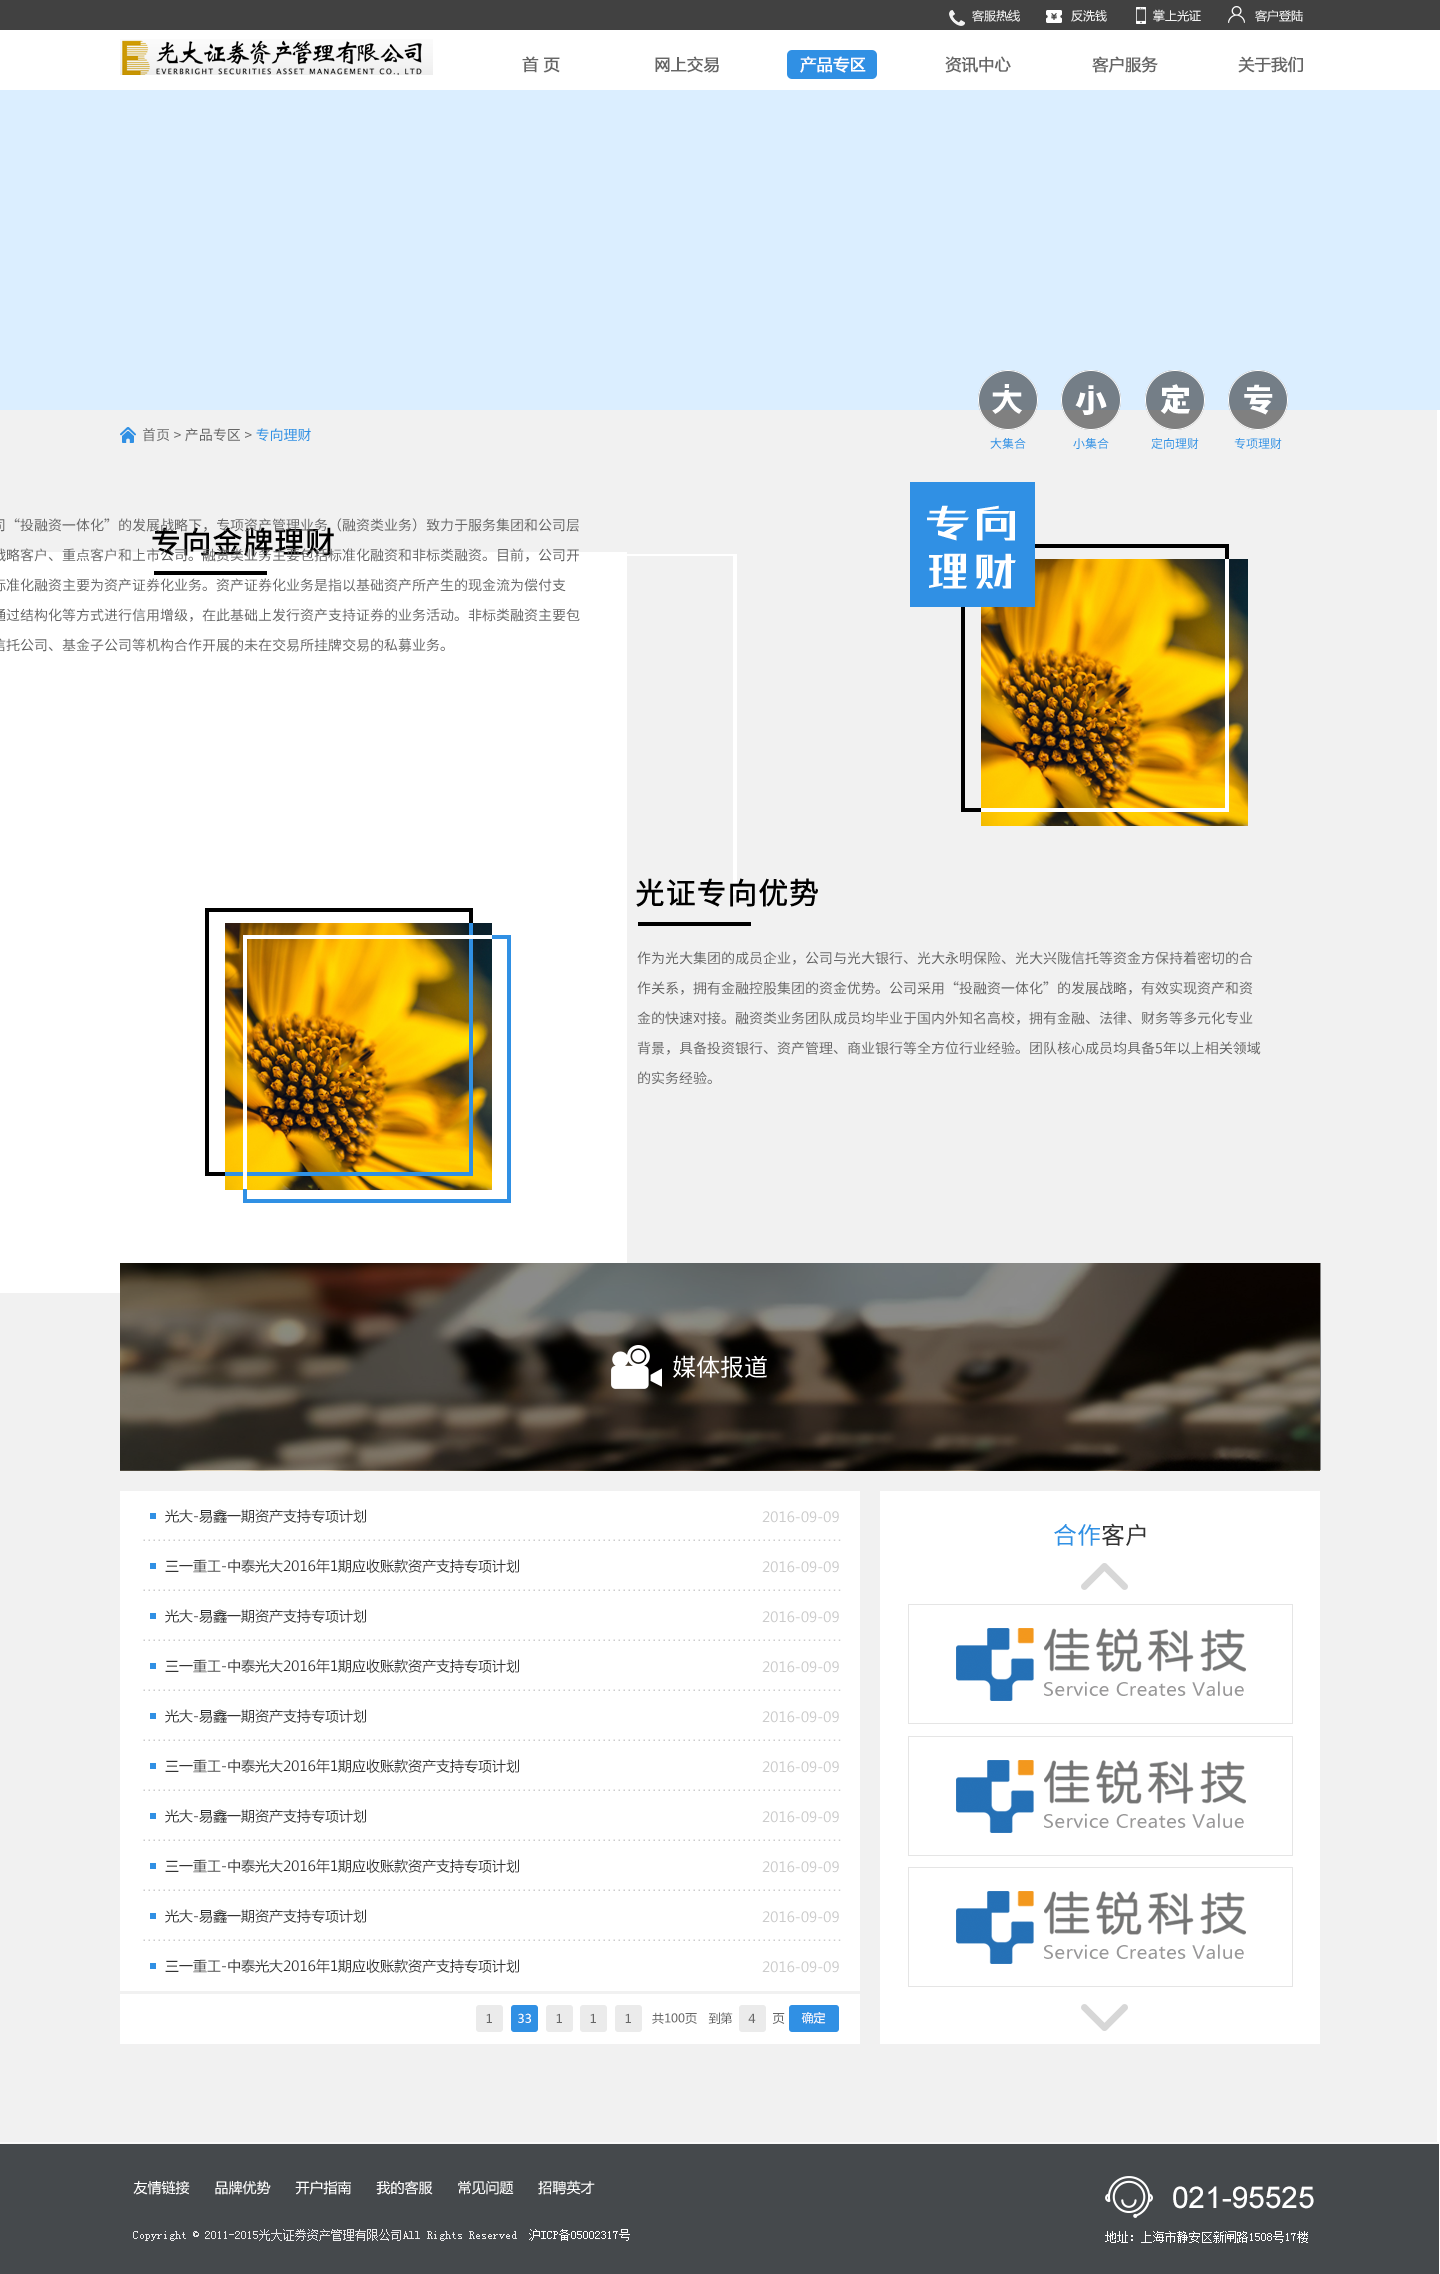 客服热线 反洗钱 掌上光证 客户登陆
光大证券资产管理有限公司
EVERBRIGHT SECURITIES ASSET MANAGEMENT CO., LTD
首 页 网上交易 产品专区 资讯中心 客户服务 关于我们
大 小 定 专
大集合 小集合 定向理财 专项理财
首页 > 产品专区 > 专向理财
专向
理财
专向金牌理财
司“投融资一体化”的发展战略下，专项资产管理业务（融资类业务）致力于服务集团和公司层
战略客户、重点客户和上市公司。融资类业务主要包括标准化融资和非标类融资。目前，公司开
标准化融资主要为资产证券化业务。资产证券化业务是指以基础资产所产生的现金流为偿付支
通过结构化等方式进行信用增级，在此基础上发行资产支持证券的业务活动。非标类融资主要包
信托公司、基金子公司等机构合作开展的未在交易所挂牌交易的私募业务。
光证专向优势
作为光大集团的成员企业，公司与光大银行、光大永明保险、光大兴陇信托等资金方保持着密切的合
作关系，拥有金融控股集团的资金优势。公司采用“投融资一体化”的发展战略，有效实现资产和资
金的快速对接。融资类业务团队成员均毕业于国内外知名高校，拥有金融、法律、财务等多元化专业
背景，具备投资银行、资产管理、商业银行等全方位行业经验。团队核心成员均具备5年以上相关领域
的实务经验。
媒体报道
光大-易鑫一期资产支持专项计划 2016-09-09
三一重工-中泰光大2016年1期应收账款资产支持专项计划 2016-09-09
光大-易鑫一期资产支持专项计划 2016-09-09
三一重工-中泰光大2016年1期应收账款资产支持专项计划 2016-09-09
光大-易鑫一期资产支持专项计划 2016-09-09
三一重工-中泰光大2016年1期应收账款资产支持专项计划 2016-09-09
光大-易鑫一期资产支持专项计划 2016-09-09
三一重工-中泰光大2016年1期应收账款资产支持专项计划 2016-09-09
光大-易鑫一期资产支持专项计划 2016-09-09
三一重工-中泰光大2016年1期应收账款资产支持专项计划 2016-09-09
1 33 1 1 1 共100页 到第 4 页 确定
合作客户
佳锐科技
Service Creates Value
佳锐科技
Service Creates Value
佳锐科技
Service Creates Value
友情链接 品牌优势 开户指南 我的客服 常见问题 招聘英才
Copyright © 2011-2015光大证券资产管理有限公司All Rights Reserved 沪ICP备05002317号
021-95525
地址：上海市静安区新闸路1508号17楼